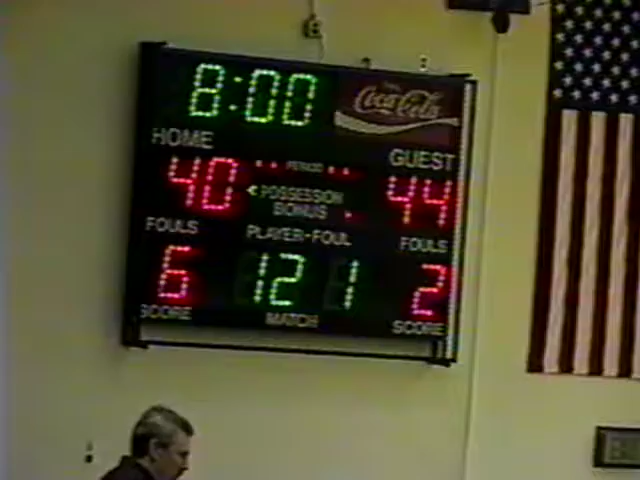 8:00
Coca-Cola
HOME
GUEST
PERIOD
40
44
< POSSESSION
BONUS
FOULS
PLAYER-FOUL
FOULS
6
12 1
2
SCORE
MATCH
SCORE